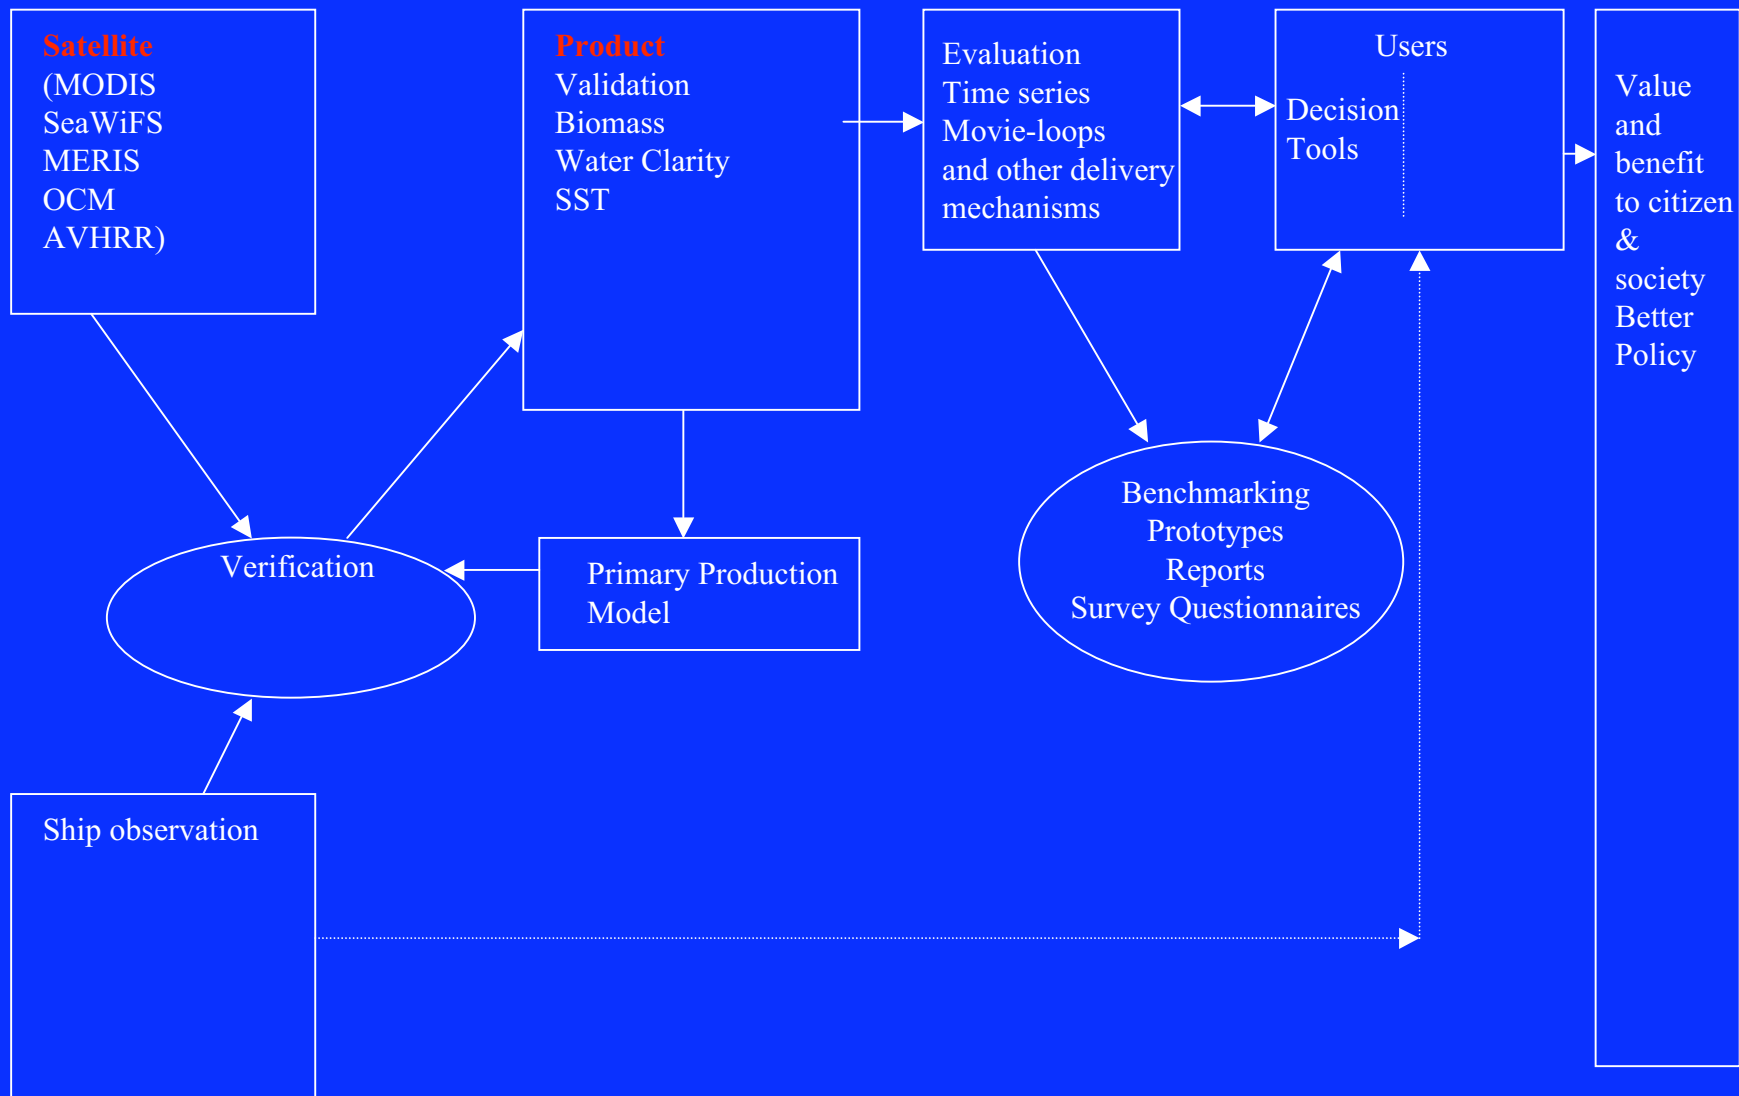 Satellite
(MODIS
SeaWiFS
MERIS
OCM
AVHRR)
Product
Validation
Biomass
Water Clarity
SST
Evaluation
Time series
Movie-loops
and other delivery
mechanisms
Users
Decision
Tools
Value
and
benefit
to citizen
&
society
Better
Policy
Verification
Primary Production
Model
Benchmarking
Prototypes
Reports
Survey Questionnaires
Ship observation